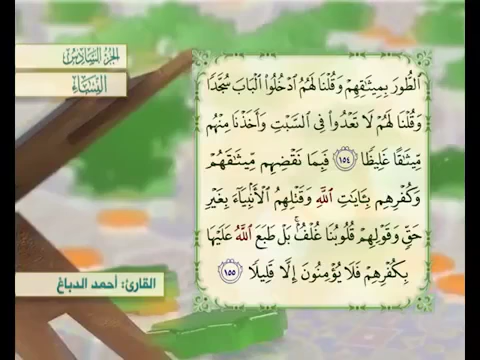 الجزء السادس
النساء
الطُّورَ بِمِيثَٰقِهِمْ وَقُلْنَا لَهُمُ ٱدْخُلُوا۟ ٱلْبَابَ سُجَّدًا
وَقُلْنَا لَهُمْ لَا تَعْدُوا۟ فِى ٱلسَّبْتِ وَأَخَذْنَا مِنْهُم
مِّيثَٰقًا غَلِيظًا ١٥٤ فَبِمَا نَقْضِهِم مِّيثَٰقَهُمْ
وَكُفْرِهِم بِـَٔايَٰتِ ٱللَّهِ وَقَتْلِهِمُ ٱلْأَنۢبِيَآءَ بِغَيْرِ
حَقٍّ وَقَوْلِهِمْ قُلُوبُنَا غُلْفٌۢ ۚ بَلْ طَبَعَ ٱللَّهُ عَلَيْهَا
بِكُفْرِهِمْ فَلَا يُؤْمِنُونَ إِلَّا قَلِيلًا ١٥٥
القارئ: أحمد الدباغ